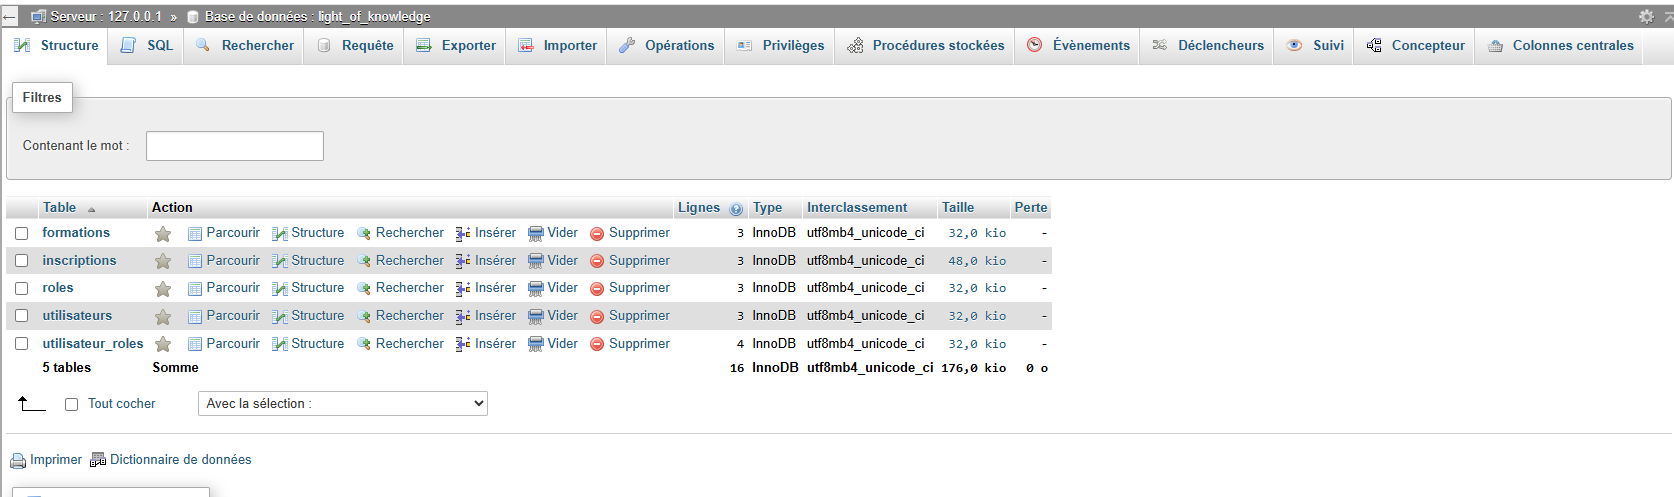 Serveur : 127.0.0.1 » Base de données : light_of_knowledge
Structure SQL Rechercher Requête Exporter Importer Opérations Privilèges Procédures stockées Évènements Déclencheurs Suivi Concepteur Colonnes centrales
Filtres
Contenant le mot :
Table Action Lignes Type Interclassement Taille Perte
formations Parcourir Structure Rechercher Insérer Vider Supprimer 3 InnoDB utf8mb4_unicode_ci 32,0 kio -
inscriptions Parcourir Structure Rechercher Insérer Vider Supprimer 3 InnoDB utf8mb4_unicode_ci 48,0 kio -
roles Parcourir Structure Rechercher Insérer Vider Supprimer 3 InnoDB utf8mb4_unicode_ci 32,0 kio -
utilisateurs Parcourir Structure Rechercher Insérer Vider Supprimer 3 InnoDB utf8mb4_unicode_ci 32,0 kio -
utilisateur_roles Parcourir Structure Rechercher Insérer Vider Supprimer 4 InnoDB utf8mb4_unicode_ci 32,0 kio -
5 tables Somme 16 InnoDB utf8mb4_unicode_ci 176,0 kio 0 o
Tout cocher Avec la sélection :
Imprimer Dictionnaire de données